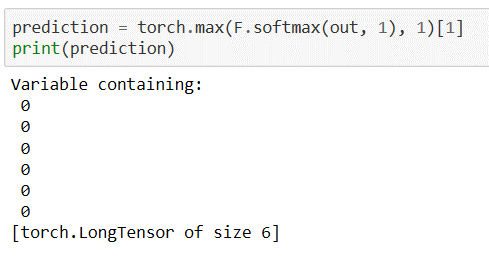 prediction = torch.max(F.softmax(out, 1), 1)[1]
print(prediction)
Variable containing:
0
0
0
0
0
0
[torch.LongTensor of size 6]